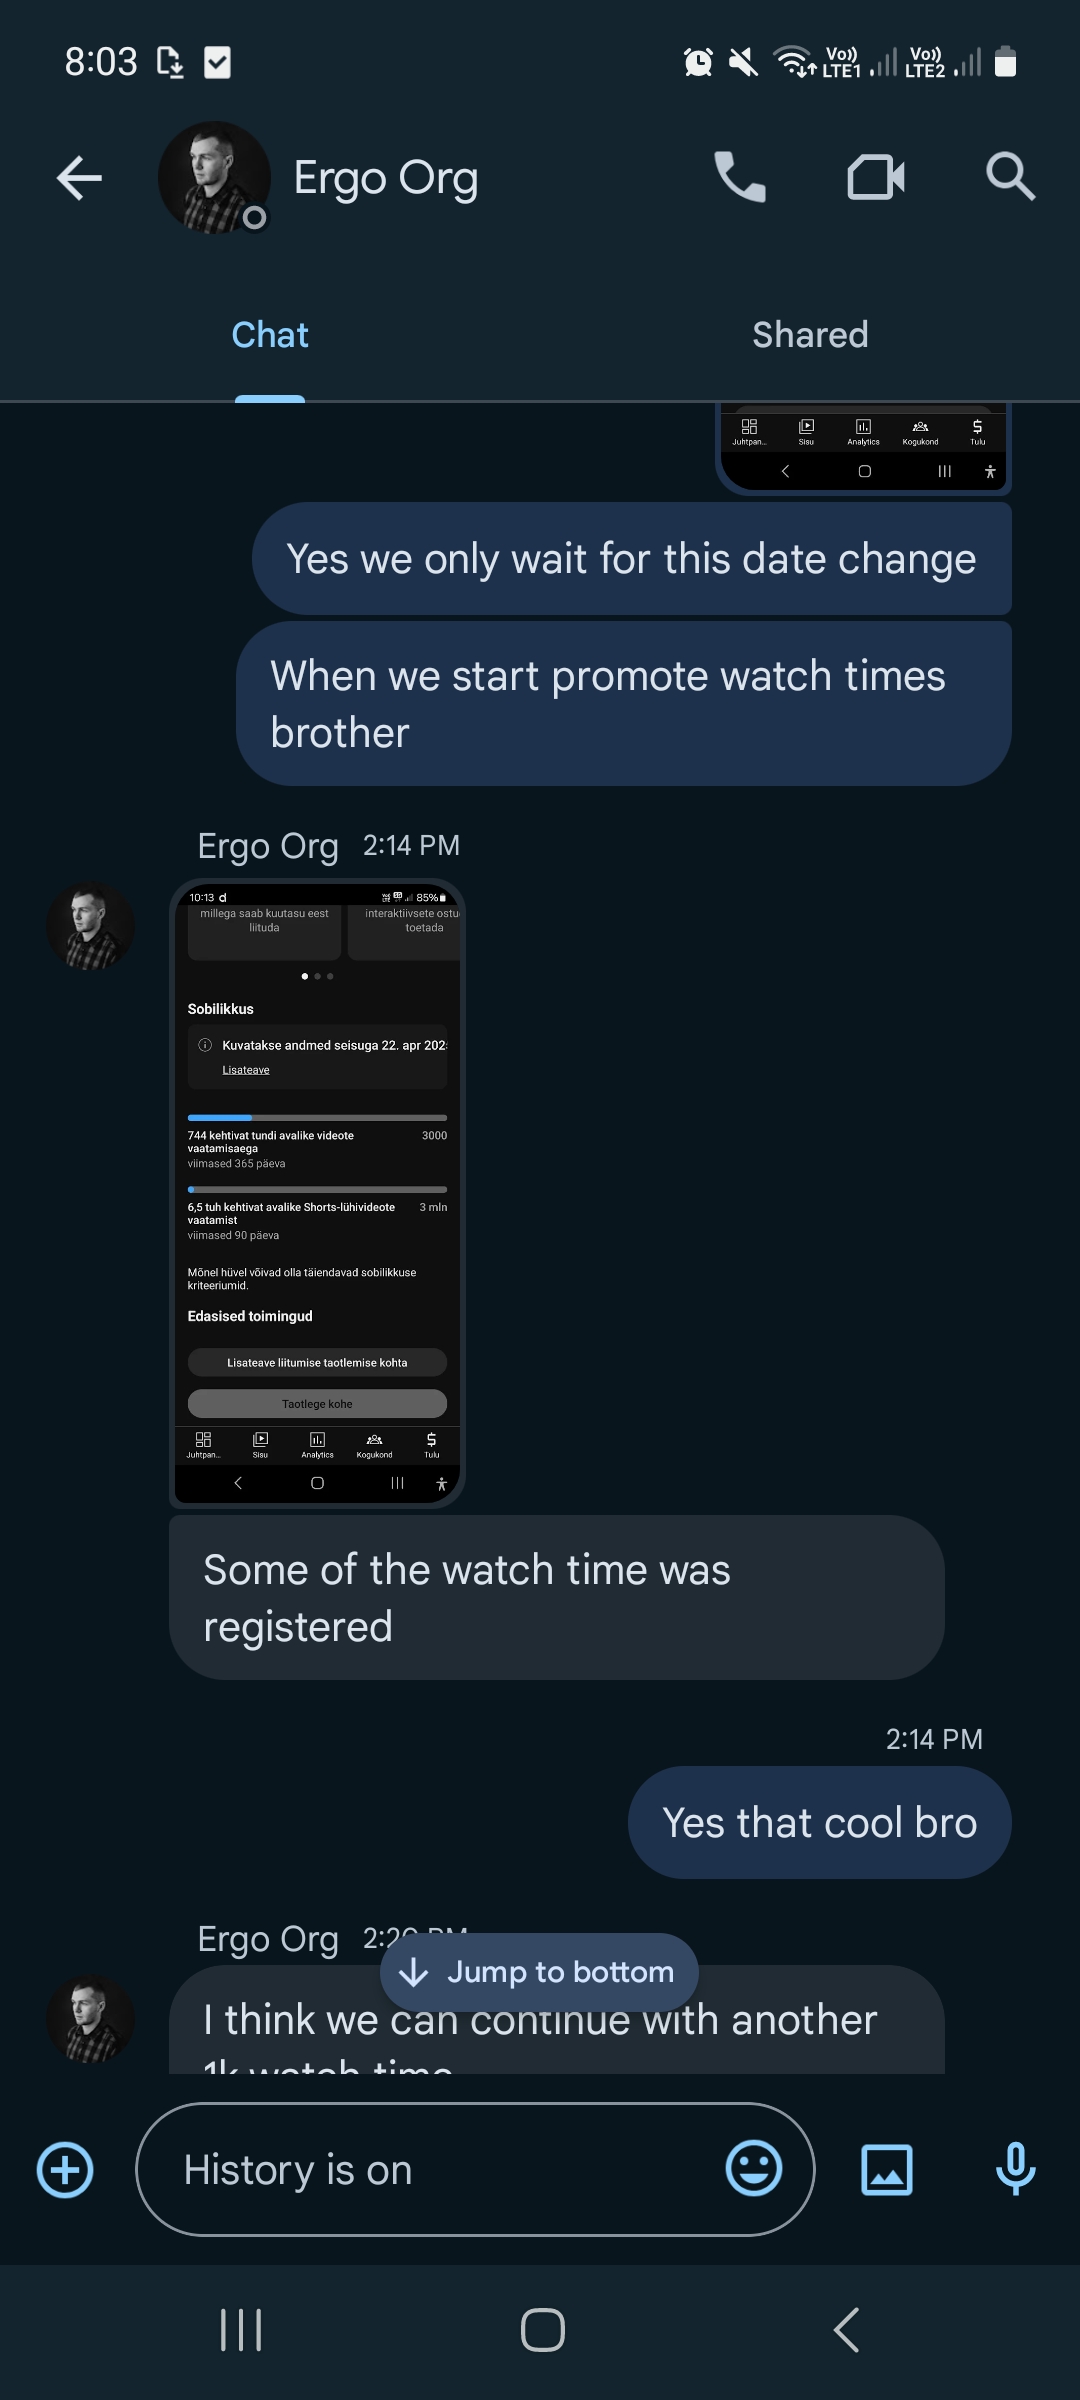 8:03
Vo)) LTE1 Vo)) LTE2
Ergo Org
Chat Shared
Juhtpan... Sisu Analytics Kogukond Tulu
Yes we only wait for this date change
When we start promote watch times
brother
Ergo Org 2:14 PM
10:13 85%
millega saab kuutasu eest
liituda
interaktiivsete ostu
toetada
Sobilikkus
Kuvatakse andmed seisuga 22. apr 202
Lisateave
744 kehtivat tundi avalike videote 3000
vaatamisaega
viimased 365 päeva
6,5 tuh kehtivat avalike Shorts-lühivideote 3 mln
vaatamist
viimased 90 päeva
Mõnel hüvel võivad olla täiendavad sobilikkuse
kriteeriumid.
Edasised toimingud
Lisateave liitumise taotlemise kohta
Taotlege kohe
Juhtpan... Sisu Analytics Kogukond Tulu
Some of the watch time was
registered
2:14 PM
Yes that cool bro
Ergo Org
Jump to bottom
I think we can continue with another
1k watch time
History is on